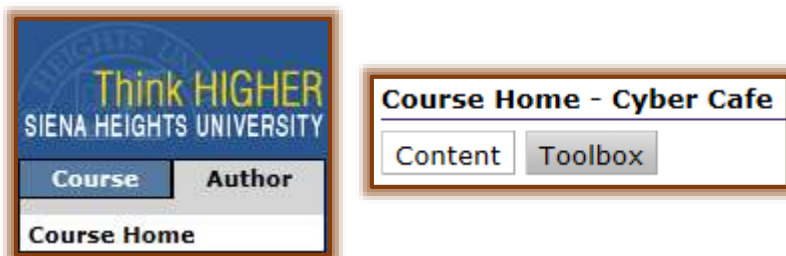 Think HIGHER
SIENA HEIGHTS UNIVERSITY
Course Author
Course Home
Course Home - Cyber Cafe
Content Toolbox